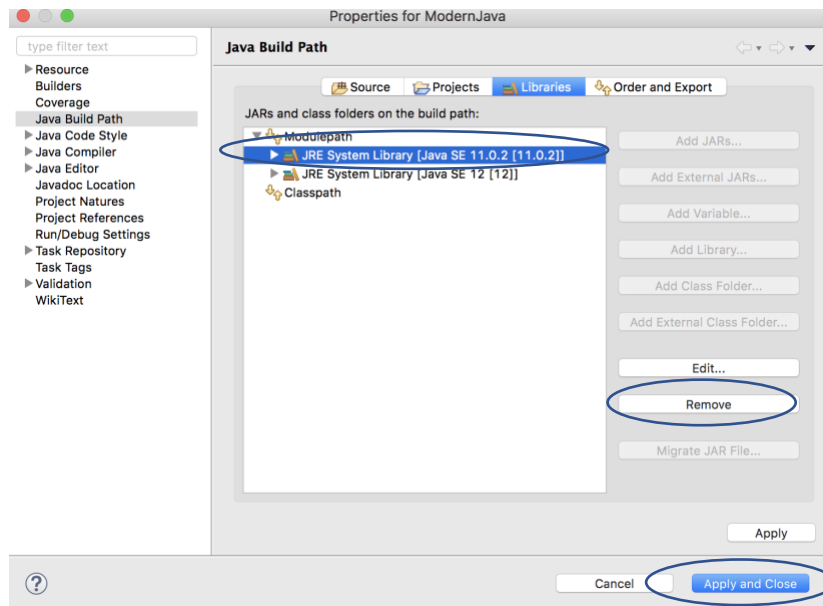 Properties for ModernJava
type filter text
Resource
Builders
Coverage
Java Build Path
Java Code Style
Java Compiler
Java Editor
Javadoc Location
Project Natures
Project References
Run/Debug Settings
Task Repository
Task Tags
Validation
WikiText
Java Build Path
Source Projects Libraries Order and Export
JARs and class folders on the build path:
Modulepath
JRE System Library [Java SE 11.0.2 [11.0.2]]
JRE System Library [Java SE 12 [12]]
Classpath
Add JARs...
Add External JARs...
Add Variable...
Add Library...
Add Class Folder...
Add External Class Folder...
Edit...
Remove
Migrate JAR File...
Apply
?
Cancel Apply and Close